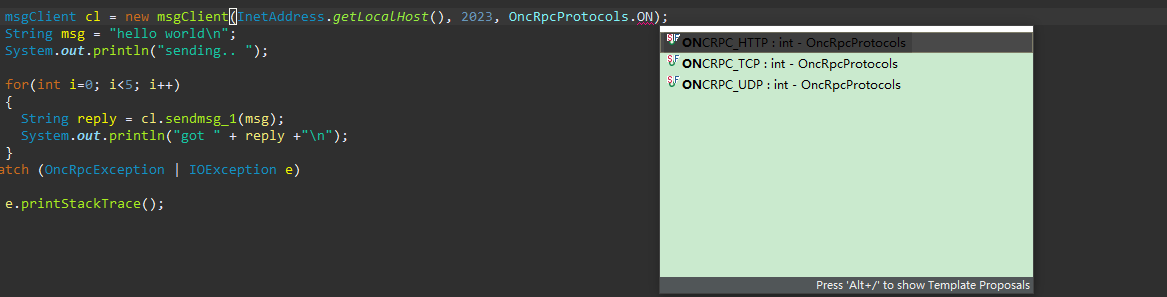 msgClient cl = new msgClient(InetAddress.getLocalHost(), 2023, OncRpcProtocols.ON);
String msg = "hello world\n";
System.out.println("sending.. ");
for(int i=0; i<5; i++)
{
String reply = cl.sendmsg_1(msg);
System.out.println("got " + reply +"\n");
}
atch (OncRpcException | IOException e)
e.printStackTrace();
ONCRPC_HTTP : int - OncRpcProtocols
ONCRPC_TCP : int - OncRpcProtocols
ONCRPC_UDP : int - OncRpcProtocols
Press 'Alt+/' to show Template Proposals